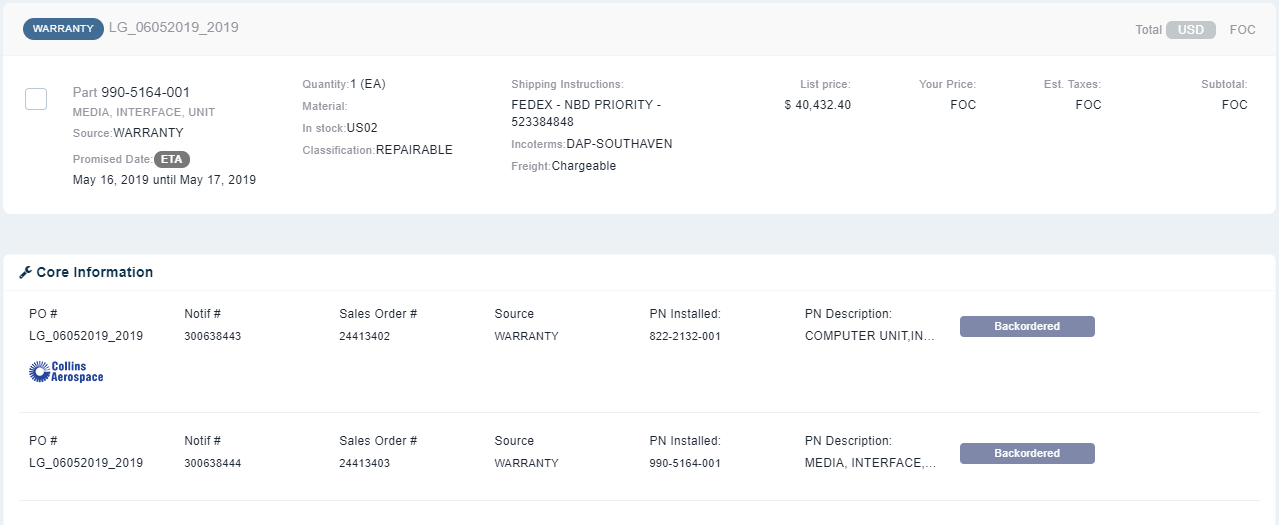 WARRANTY LG_06052019_2019 Total USD FOC
Part 990-5164-001
MEDIA, INTERFACE, UNIT
Source:WARRANTY
Promised Date: ETA
May 16, 2019 until May 17, 2019
Quantity:1 (EA)
Material:
In stock:US02
Classification:REPAIRABLE
Shipping Instructions:
FEDEX - NBD PRIORITY -
523384848
Incoterms:DAP-SOUTHAVEN
Freight:Chargeable
List price:
$ 40,432.40
Your Price:
FOC
Est. Taxes:
FOC
Subtotal:
FOC
Core Information
PO # Notif # Sales Order # Source PN Installed: PN Description:
LG_06052019_2019 300638443 24413402 WARRANTY 822-2132-001 COMPUTER UNIT,IN... Backordered
Collins
Aerospace
PO # Notif # Sales Order # Source PN Installed: PN Description:
LG_06052019_2019 300638444 24413403 WARRANTY 990-5164-001 MEDIA, INTERFACE,... Backordered